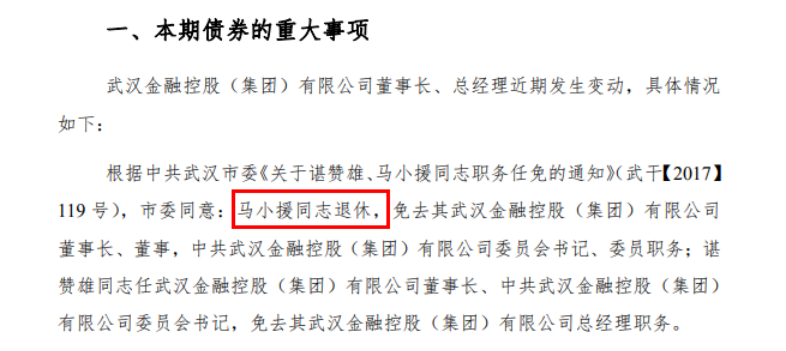 一、本期债券的重大事项
武汉金融控股（集团）有限公司董事长、总经理近期发生变动，具体情况
如下：
根据中共武汉市委《关于谌赞雄、马小援同志职务任免的通知》（武干【2017】
119 号），市委同意：马小援同志退休，免去其武汉金融控股（集团）有限公司
董事长、董事，中共武汉金融控股（集团）有限公司委员会书记、委员职务；谌
赞雄同志任武汉金融控股（集团）有限公司董事长、中共武汉金融控股（集团）
有限公司委员会书记，免去其武汉金融控股（集团）有限公司总经理职务。